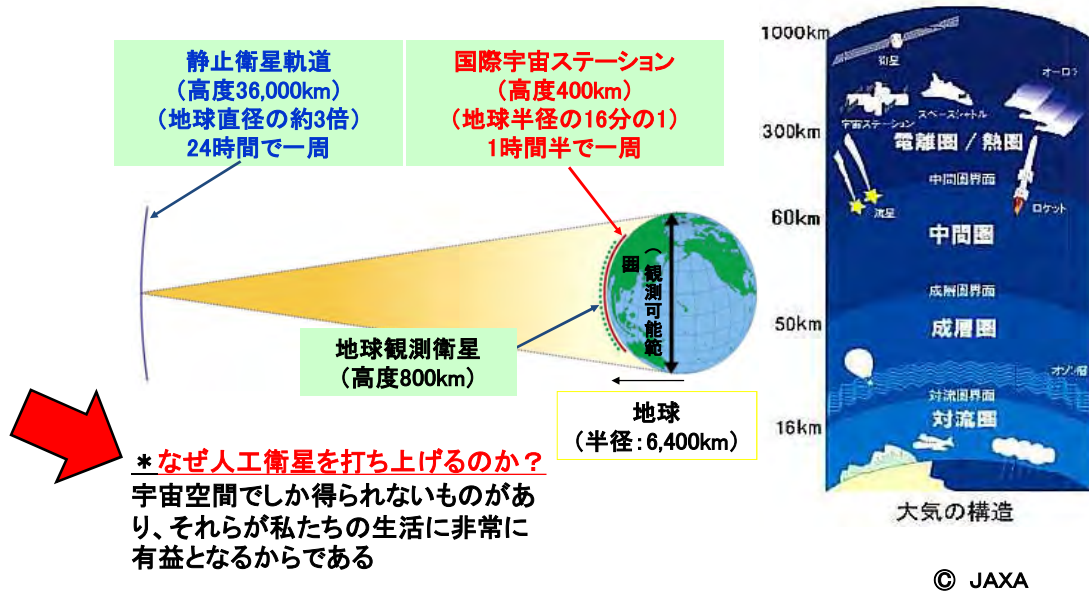 静止衛星軌道
（高度36,000km）
（地球直径の約3倍）
24時間で一周
国際宇宙ステーション
（高度400km）
（地球半径の16分の1）
1時間半で一周
（観測可能範
囲
地球観測衛星
（高度800km）
地球
（半径：6,400km）
＊なぜ人工衛星を打ち上げるのか？
宇宙空間でしか得られないものがあ
り、それらが私たちの生活に非常に
有益となるからである
1000km
衛星
オーロラ
宇宙ステーション
スペースシャトル
300km
電離圏 / 熱圏
中間圏界面
流星
ロケット
60km
中間圏
成層圏界面
50km
成層圏
オゾン層
対流圏界面
16km
対流圏
大気の構造
© JAXA